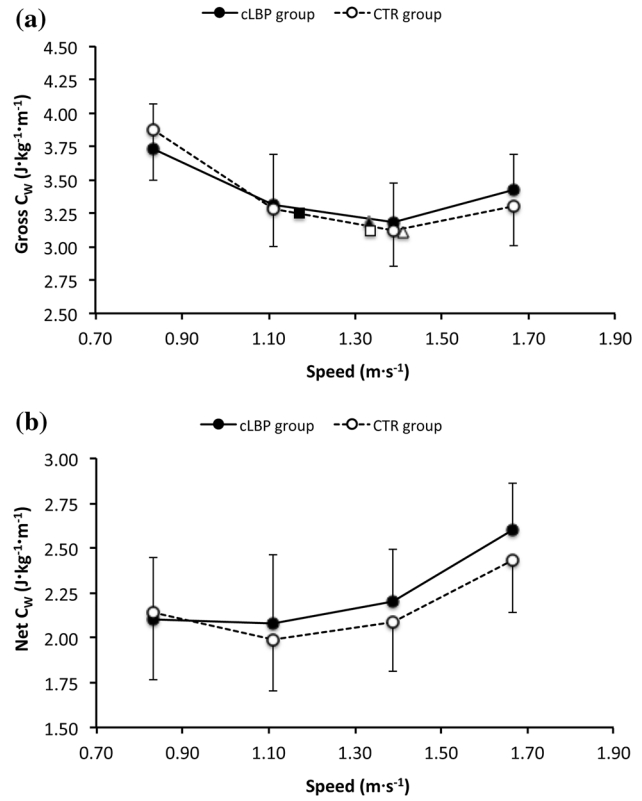 (a)
cLBP group CTR group
4.50
4.00
3.75
3.50
3.25
3.00
2.75
2.50
Gross Cw (J·kg-1·m-1)
0.70 0.90 1.10 1.30 1.50 1.70 1.90
Speed (m·s-1)
(b)
cLBP group CTR group
3.00
2.75
2.50
2.25
2.00
1.75
1.50
Net Cw (J·kg-1·m-1)
0.70 0.90 1.10 1.30 1.50 1.70 1.90
Speed (m·s-1)